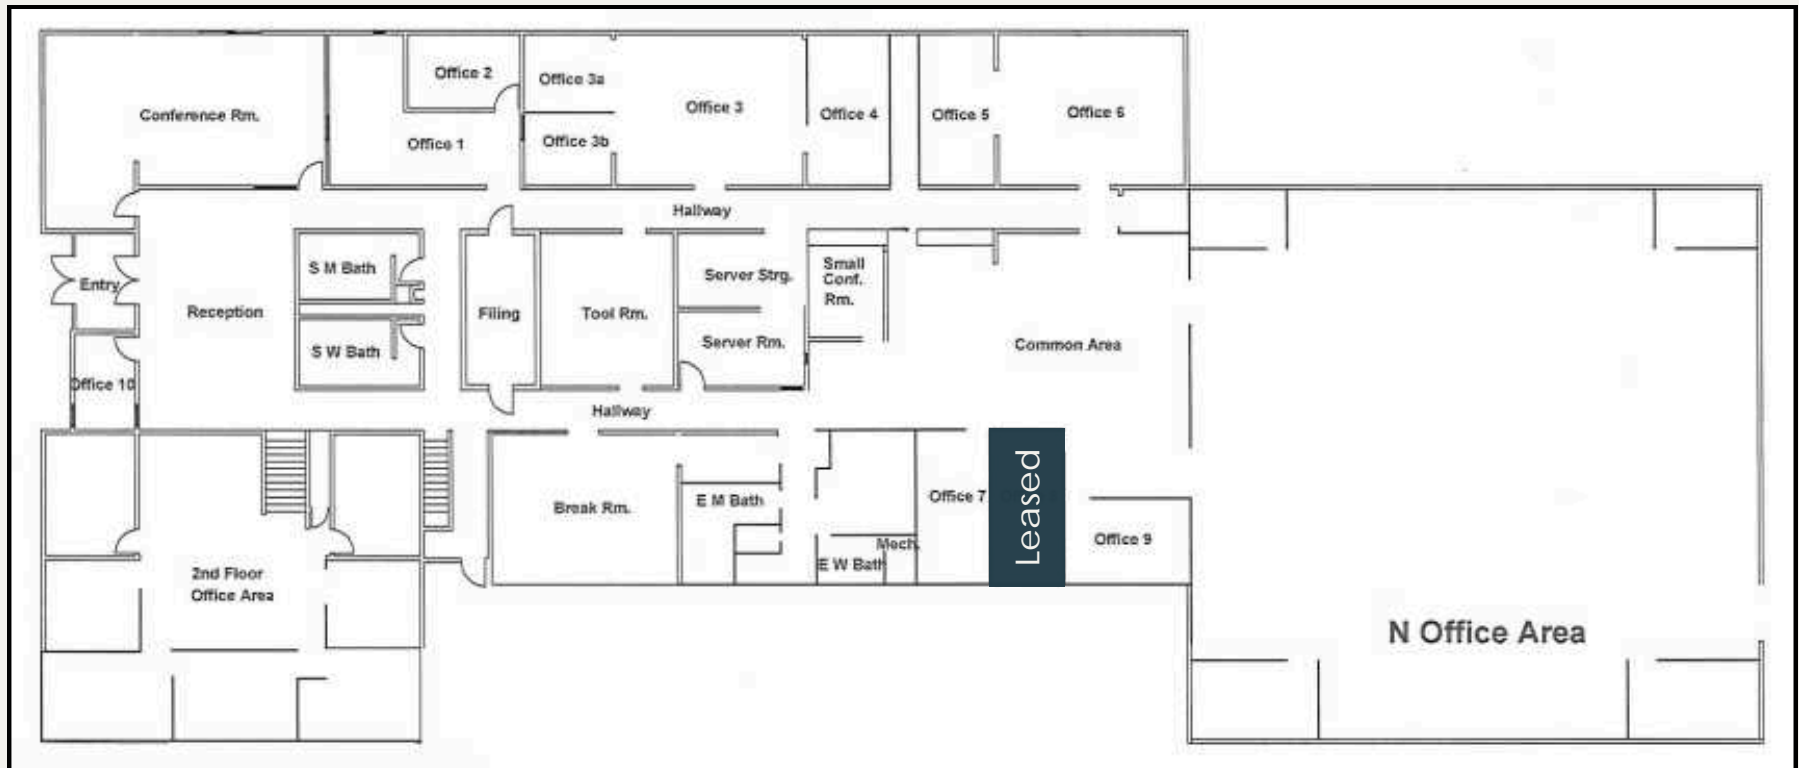 Office 2
Office 3a
Office 3
Office 4
Office 5
Office 6
Conference Rm.
Office 1
Office 3b
Hallway
S M Bath
Entry
Reception
Filing
Tool Rm.
Server Strg.
Small
Conf.
Rm.
S W Bath
Server Rm.
Common Area
Office 10
Hallway
Break Rm.
E M Bath
Office 7
Leased
Mech.
Office 9
E W Bath
2nd Floor
Office Area
N Office Area